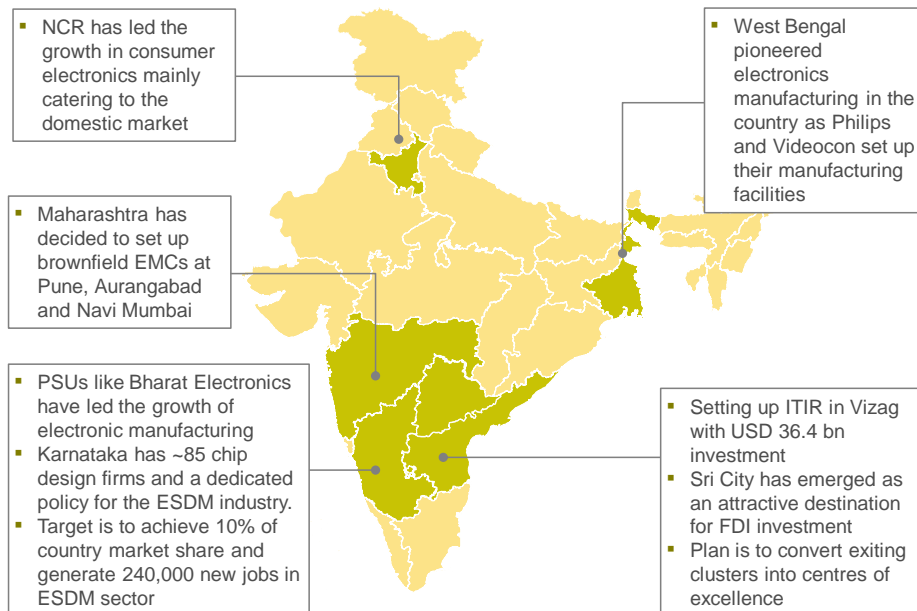 ▪ NCR has led the
growth in consumer
electronics mainly
catering to the
domestic market
▪ West Bengal
pioneered
electronics
manufacturing in the
country as Philips
and Videocon set up
their manufacturing
facilities
▪ Maharashtra has
decided to set up
brownfield EMCs at
Pune, Aurangabad
and Navi Mumbai
▪ PSUs like Bharat Electronics
have led the growth of
electronic manufacturing
▪ Karnataka has ~85 chip
design firms and a dedicated
policy for the ESDM industry.
▪ Target is to achieve 10% of
country market share and
generate 240,000 new jobs in
ESDM sector
▪ Setting up ITIR in Vizag
with USD 36.4 bn
investment
▪ Sri City has emerged as
an attractive destination
for FDI investment
▪ Plan is to convert exiting
clusters into centres of
excellence